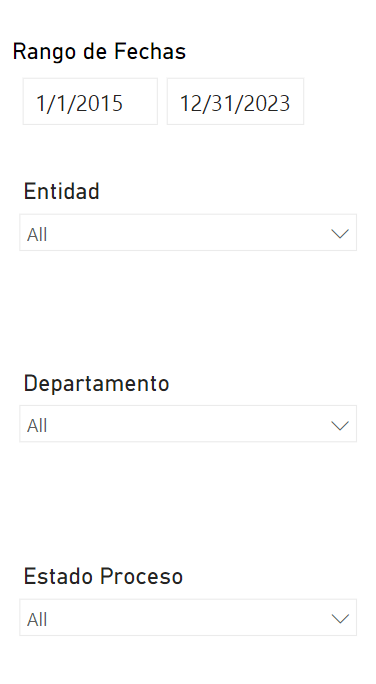 Rango de Fechas
1/1/2015 12/31/2023
Entidad
All
Departamento
All
Estado Proceso
All